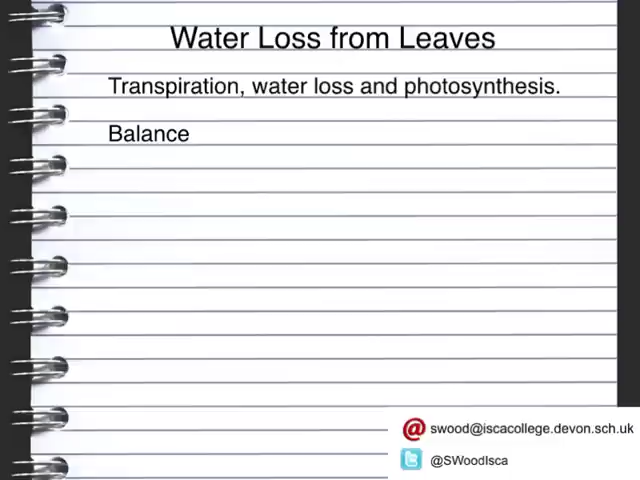 Water Loss from Leaves
Transpiration, water loss and photosynthesis.
Balance
@ swood@iscacollege.devon.sch.uk
@SWoodIsca